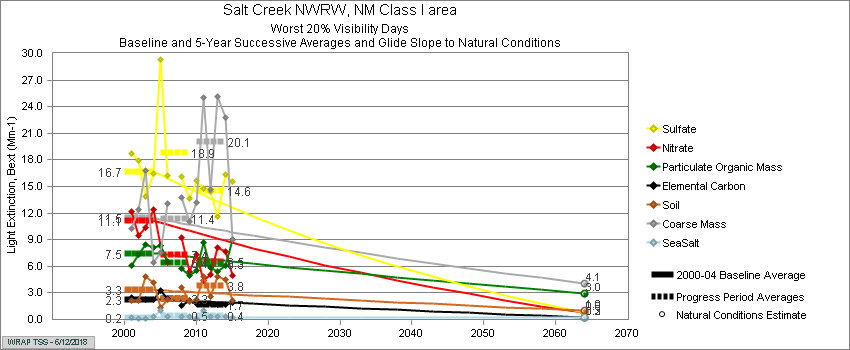 Salt Creek NWRW, NM Class I area
Worst 20% Visibility Days
Baseline and 5-Year Successive Averages and Glide Slope to Natural Conditions
Light Extinction, Bext (Mm-1)
30.0
27.0
24.0
21.0
18.0
15.0
12.0
9.0
6.0
3.0
0.0
16.7
11.5
7.5
3.3
2.3
0.2
18.9
11.4
0.5
20.1
14.6
3.8
1.7
0.4
4.1
3.0
2000
2010
2020
2030
2040
2050
2060
2070
Sulfate
Nitrate
Particulate Organic Mass
Elemental Carbon
Soil
Coarse Mass
SeaSalt
2000-04 Baseline Average
Progress Period Averages
Natural Conditions Estimate
WRAP TSS - 6/12/2018